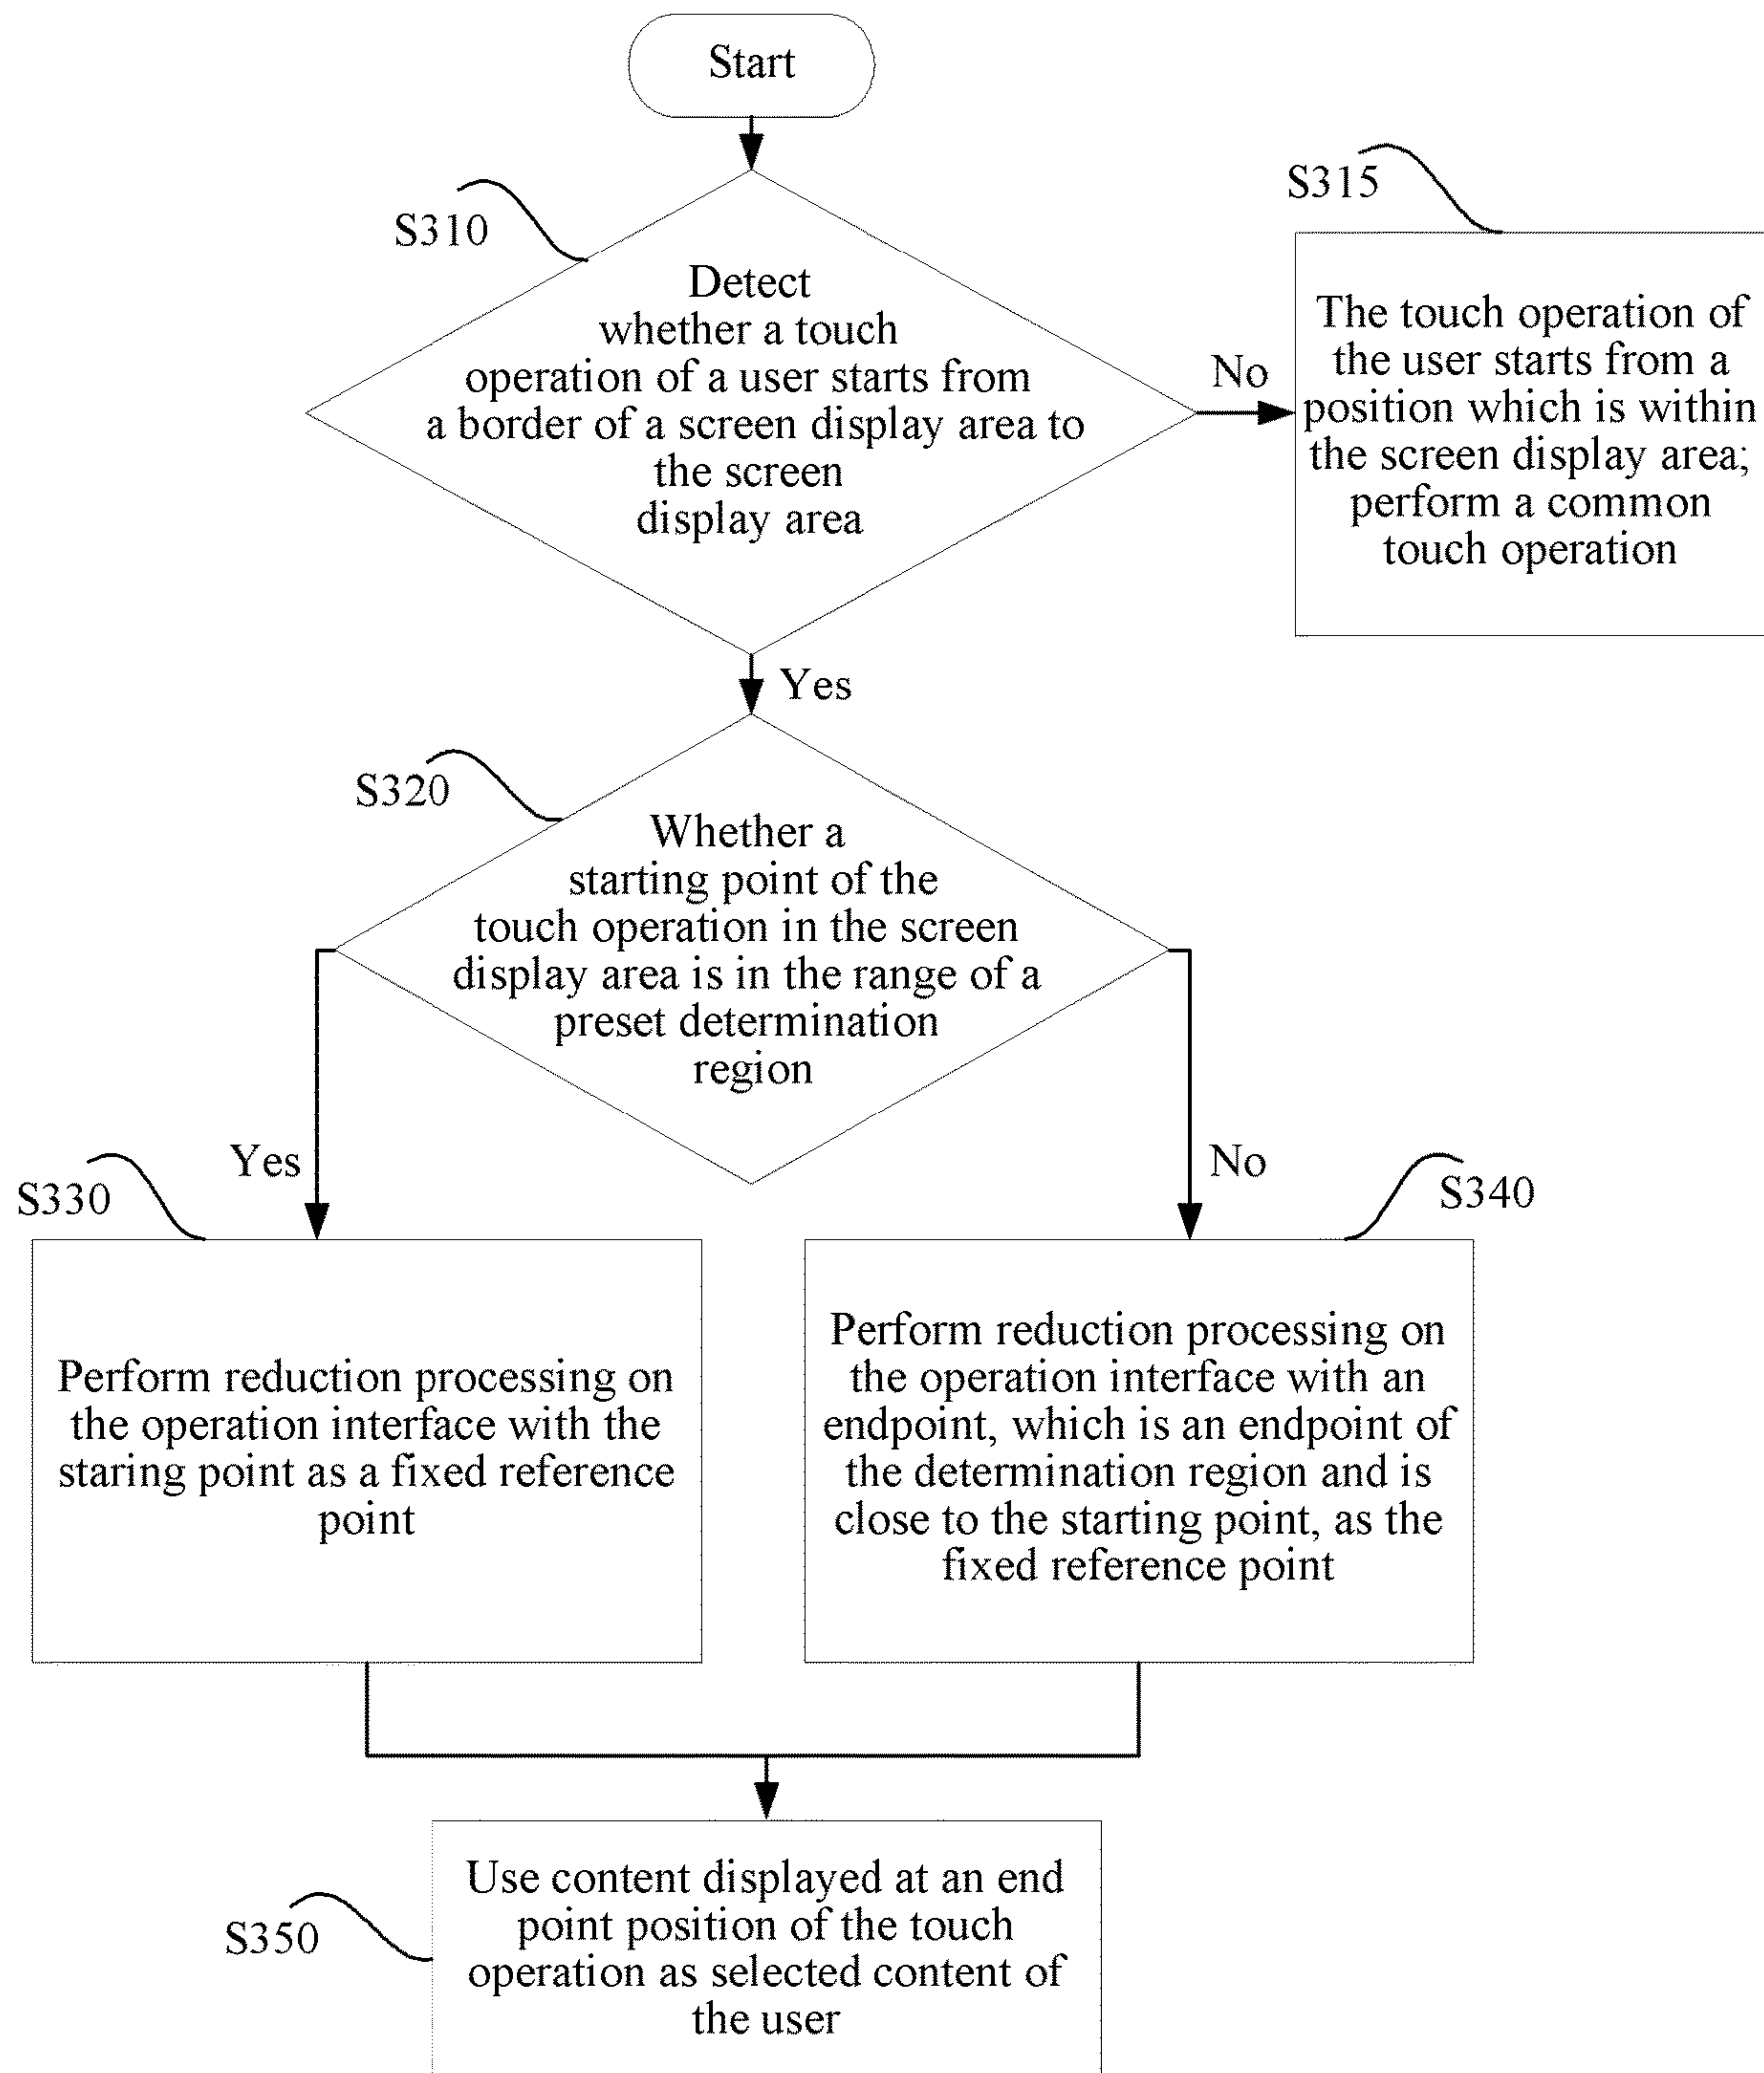 Start
S310
Detect
whether a touch
operation of a user starts from
a border of a screen display area to
the screen
display area
No
S315
The touch operation of
the user starts from a
position which is within
the screen display area;
perform a common
touch operation
Yes
S320
Whether a
starting point of the
touch operation in the screen
display area is in the range of a
preset determination
region
Yes
No
S330
Perform reduction processing on
the operation interface with the
staring point as a fixed reference
point
S340
Perform reduction processing on
the operation interface with an
endpoint, which is an endpoint of
the determination region and is
close to the starting point, as the
fixed reference point
S350
Use content displayed at an end
point position of the touch
operation as selected content of
the user